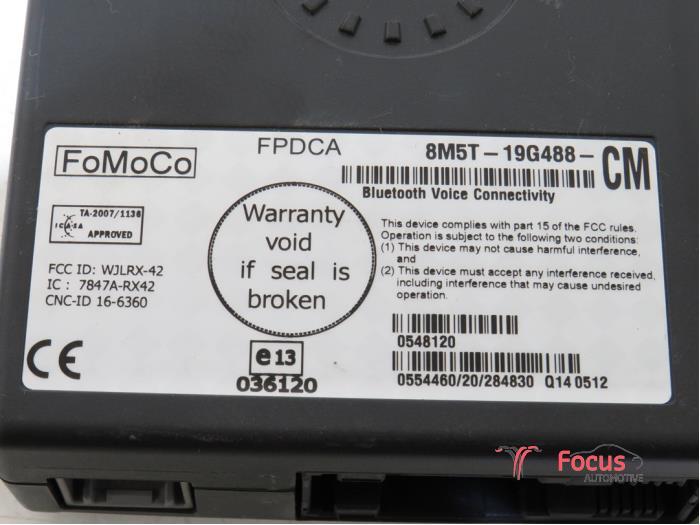 FoMoCo
FPDCA
8M5T-19G488-CM
Bluetooth Voice Connectivity
TA-2007/1136
ICASA
APPROVED
FCC ID: WJLRX-42
IC : 7847A-RX42
CNC-ID 16-6360
Warranty
void
if seal is
broken
This device complies with part 15 of the FCC rules.
Operation is subject to the following two conditions:
(1) This device may not cause harmful interference,
and
(2) This device must accept any interference received,
including interference that may cause undesired
operation.
CE
e13
036120
0548120
0554460/20/284830 Q14 0512
Focus
AUTOMOTIVE